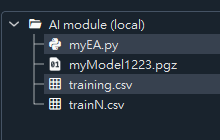 AI module (local)
myEA.py
myModel1223.pgz
training.csv
trainN.csv